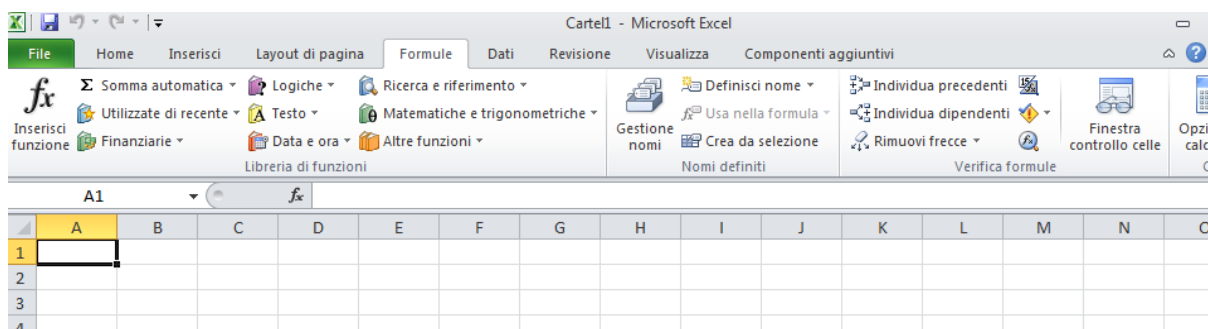 Cartel1 - Microsoft Excel
File Home Inserisci Layout di pagina Formule Dati Revisione Visualizza Componenti aggiuntivi
fx Σ Somma automatica Logiche Ricerca e riferimento Definisci nome Individua precedenti
Utilizzate di recente Testo Matematiche e trigonometriche Usa nella formula Individua dipendenti
Inserisci funzione Finanziarie Data e ora Altre funzioni Gestione nomi Crea da selezione Rimuovi frecce Finestra controllo celle
Libreria di funzioni Nomi definiti Verifica formule
A1 fx
A B C D E F G H I J K L M N
1
2
3
4